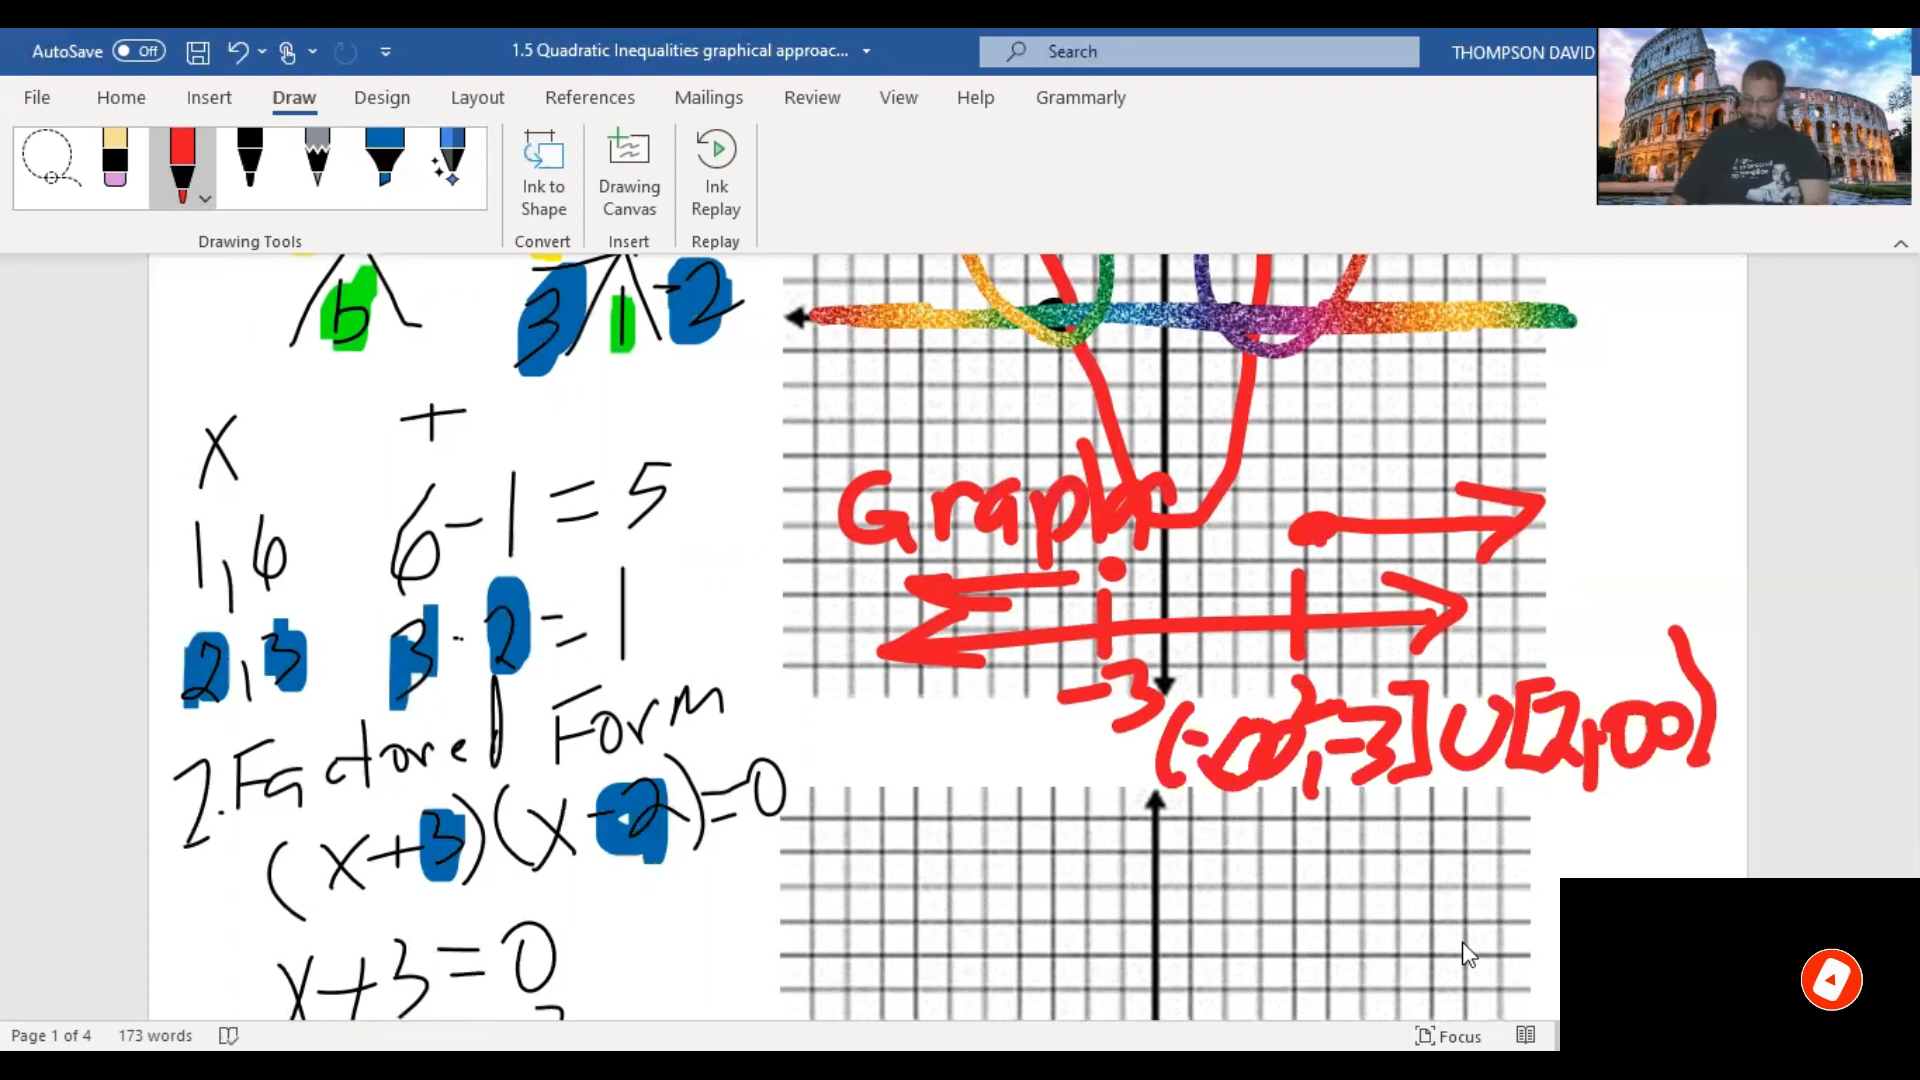 AutoSave Off 1.5 Quadratic Inequalities graphical approac... Search THOMPSON DAVID
File Home Insert Draw Design Layout References Mailings Review View Help Grammarly
Ink to Shape
Drawing Canvas
Ink Replay
Drawing Tools Convert Insert Replay
6 3 1 -2
x +
1,6 6-1=5
2,3 3-2=1
2. Factored Form
(x+3)(x-2)=0
x+3=0
Graph
-3 2
(-∞,-3]∪[2,∞)
Page 1 of 4 173 words Focus